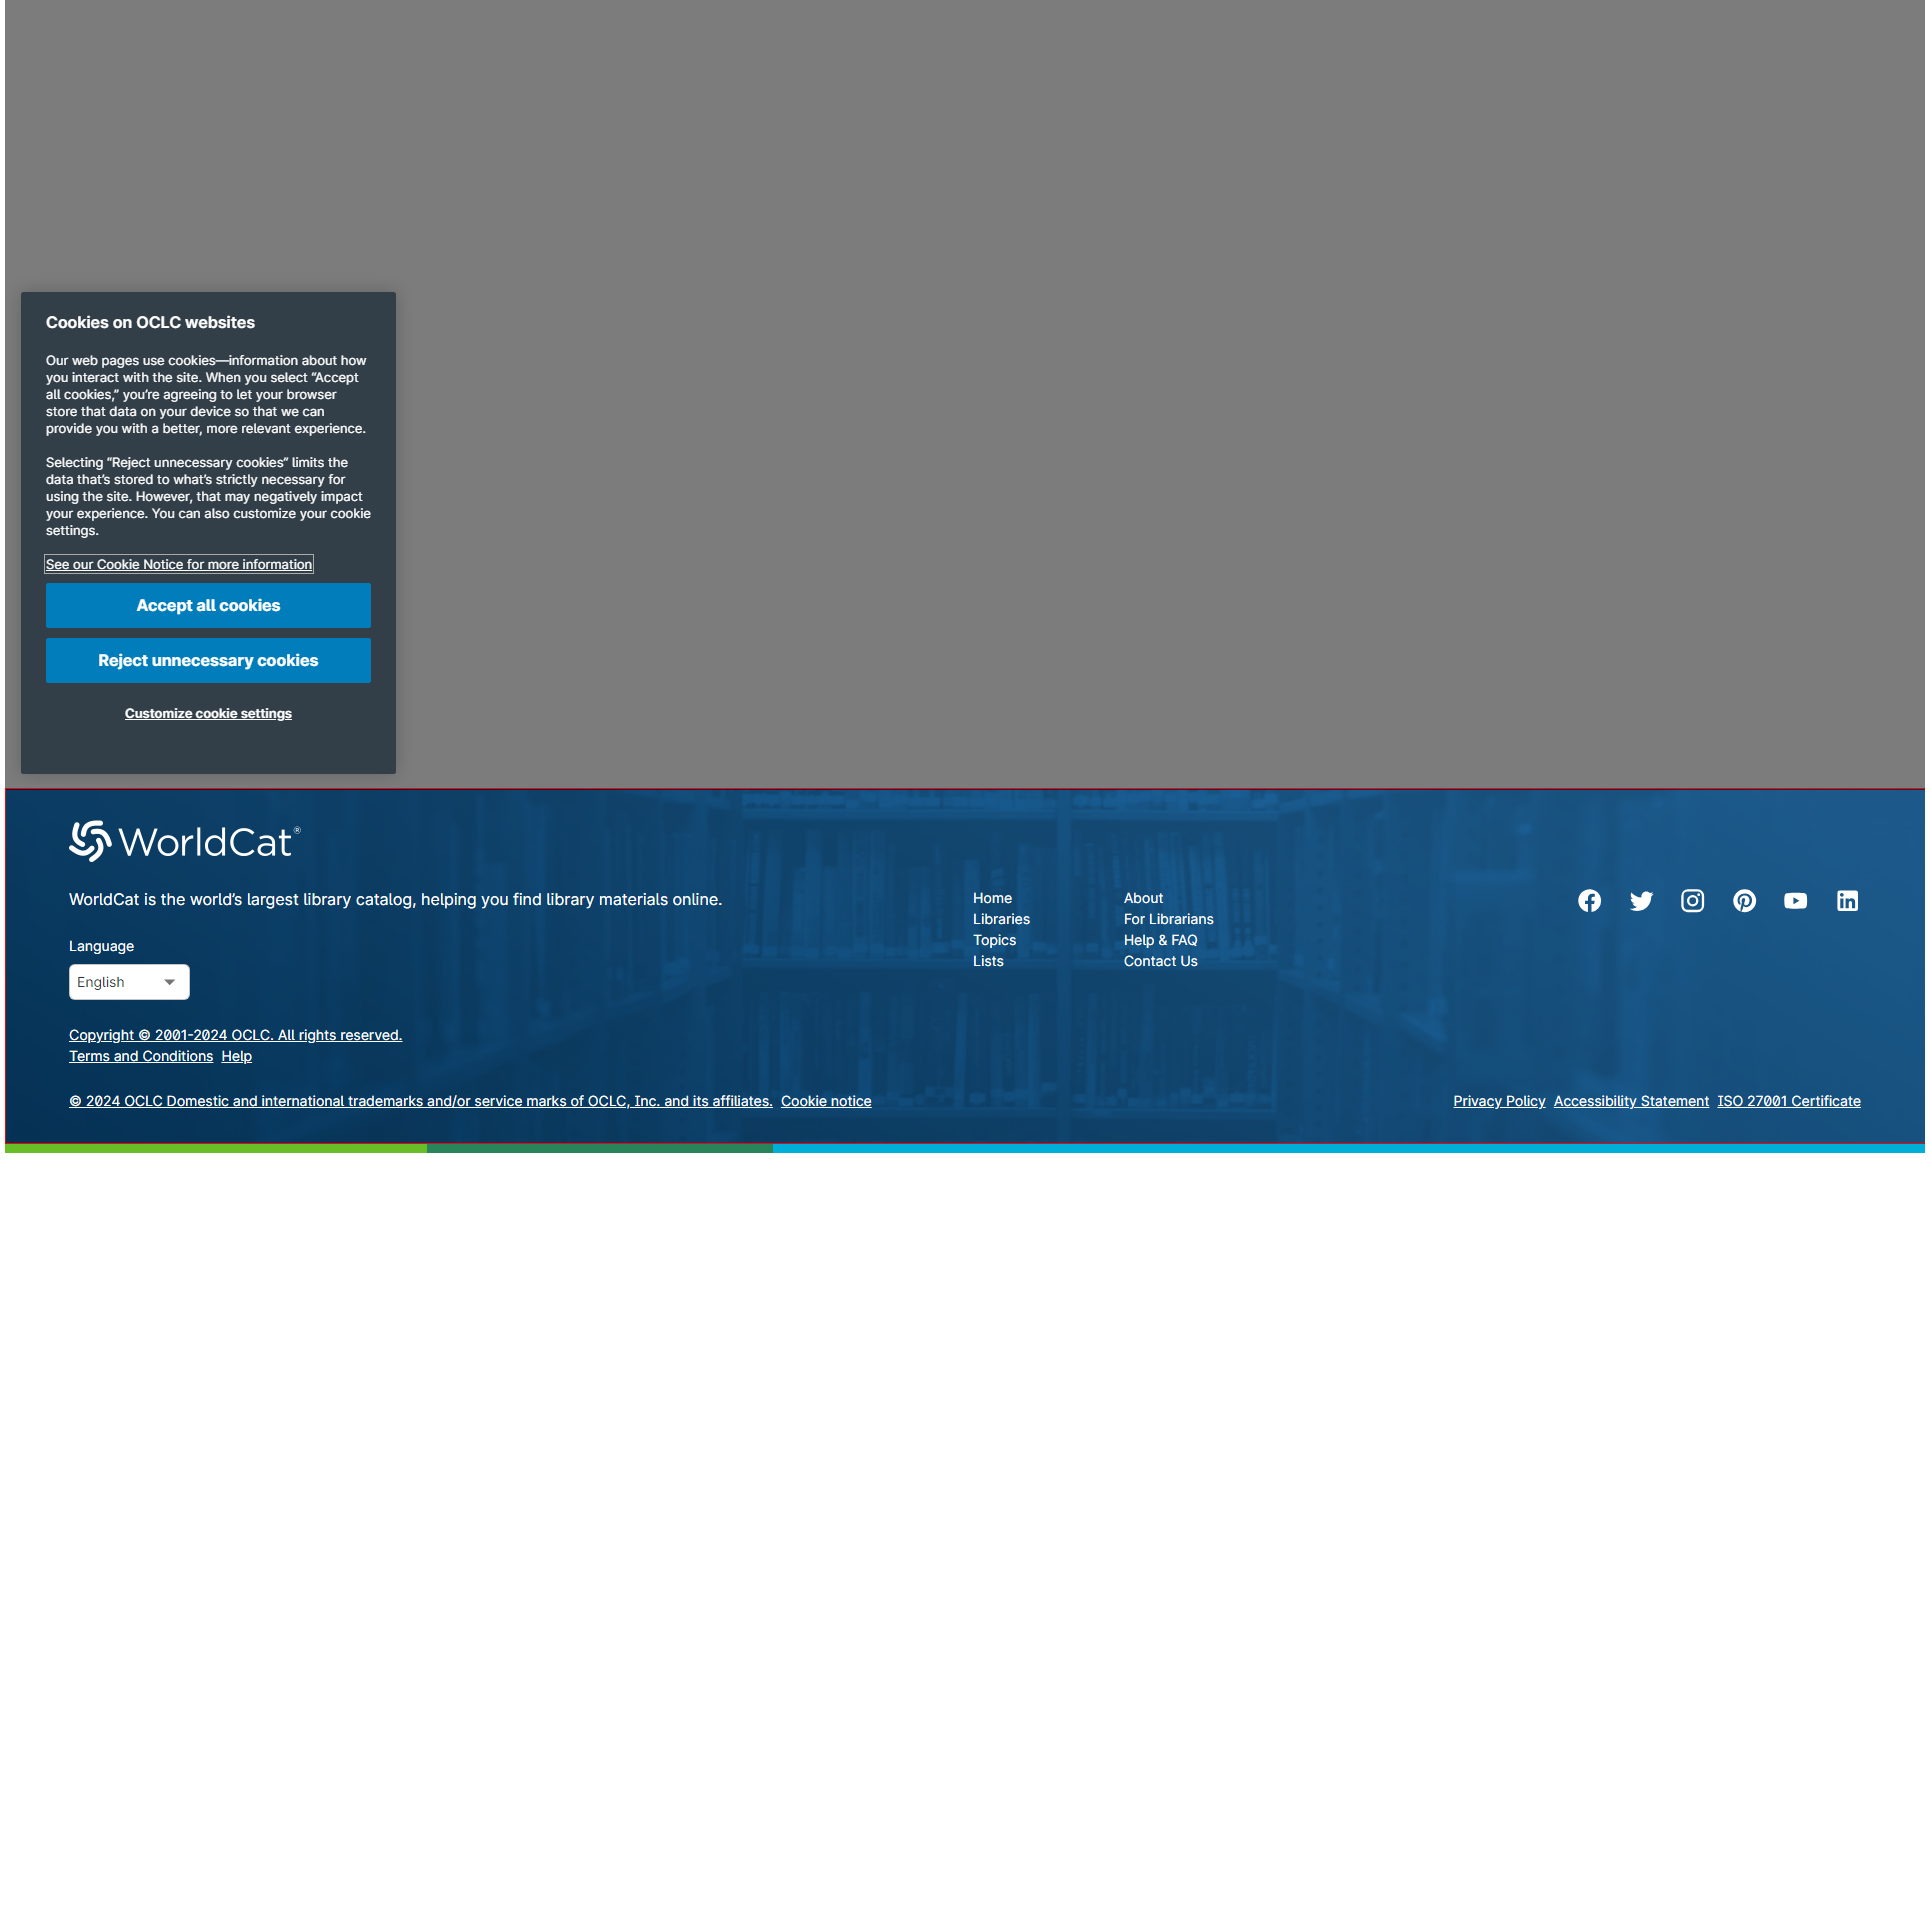 Cookies on OCLC websites
Our web pages use cookies—information about how
you interact with the site. When you select “Accept
all cookies,” you’re agreeing to let your browser
store that data on your device so that we can
provide you with a better, more relevant experience.
Selecting “Reject unnecessary cookies” limits the
data that’s stored to what’s strictly necessary for
using the site. However, that may negatively impact
your experience. You can also customize your cookie
settings.
See our Cookie Notice for more information
Accept all cookies
Reject unnecessary cookies
Customize cookie settings
WorldCat®
WorldCat is the world’s largest library catalog, helping you find library materials online.
Language
English
Home
Libraries
Topics
Lists
About
For Librarians
Help & FAQ
Contact Us
Copyright © 2001-2024 OCLC. All rights reserved.
Terms and Conditions Help
© 2024 OCLC Domestic and international trademarks and/or service marks of OCLC, Inc. and its affiliates. Cookie notice
Privacy Policy Accessibility Statement ISO 27001 Certificate